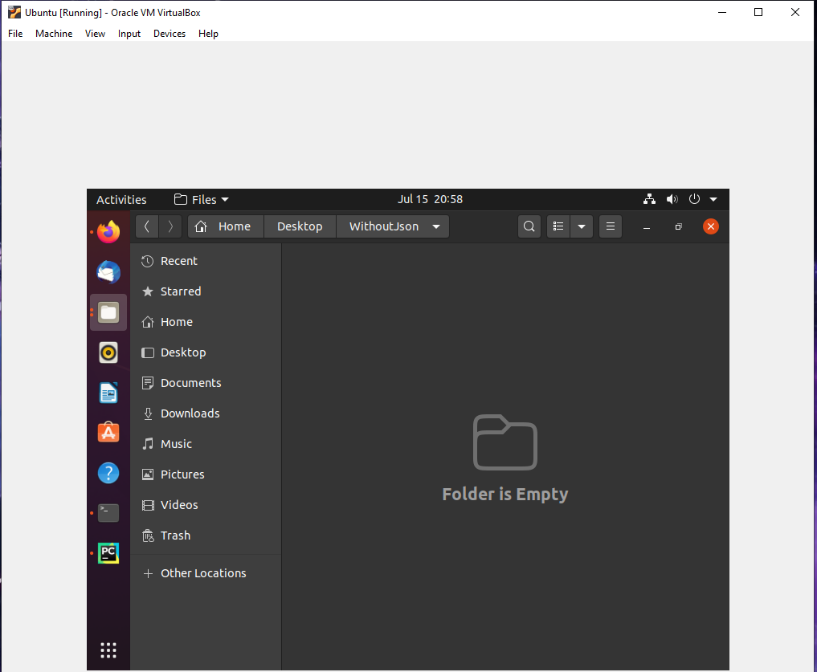 Ubuntu [Running] - Oracle VM VirtualBox
File Machine View Input Devices Help
Activities Files Jul 15 20:58
Home Desktop WithoutJson
Recent
Starred
Home
Desktop
Documents
Downloads
Music
Pictures
Videos
Trash
Other Locations
Folder is Empty
PC